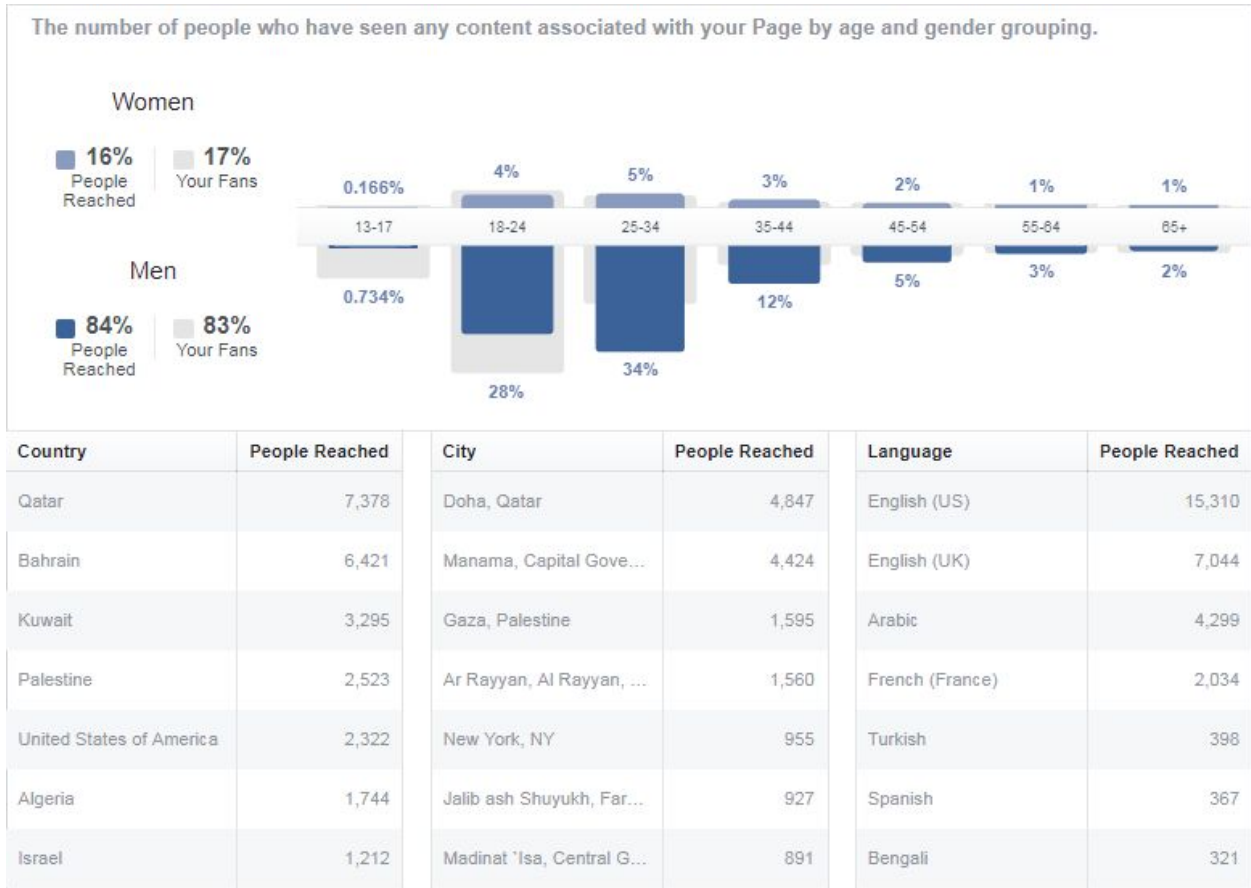 The number of people who have seen any content associated with your Page by age and gender grouping.
Women
16% 17%
People Reached Your Fans
0.166% 4% 5% 3% 2% 1% 1%
13-17 18-24 25-34 35-44 45-54 55-64 65+
Men
84% 83%
People Reached Your Fans
0.734% 28% 34% 12% 5% 3% 2%
Country People Reached City People Reached Language People Reached
Qatar 7,378 Doha, Qatar 4,847 English (US) 15,310
Bahrain 6,421 Manama, Capital Gove... 4,424 English (UK) 7,044
Kuwait 3,295 Gaza, Palestine 1,595 Arabic 4,299
Palestine 2,523 Ar Rayyan, Al Rayyan, ... 1,560 French (France) 2,034
United States of America 2,322 New York, NY 955 Turkish 398
Algeria 1,744 Jalib ash Shuyukh, Far... 927 Spanish 367
Israel 1,212 Madinat `Isa, Central G... 891 Bengali 321